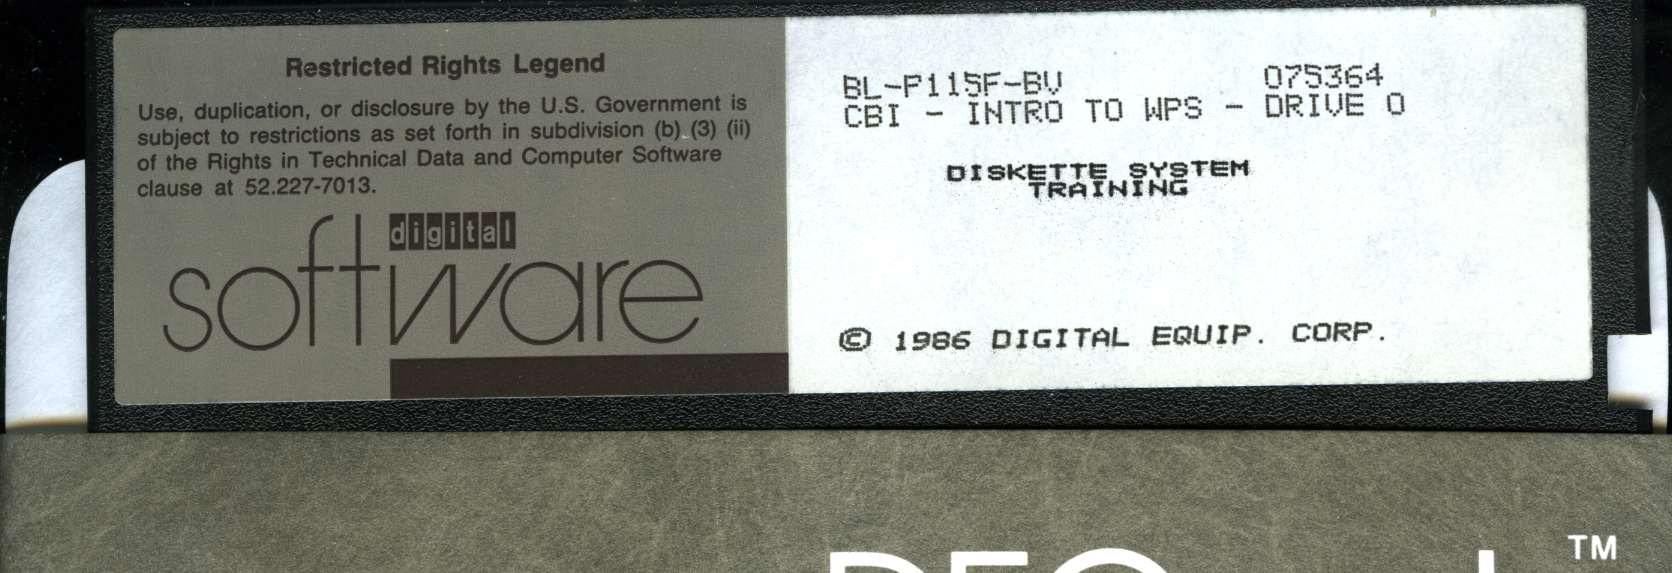 Restricted Rights Legend
Use, duplication, or disclosure by the U.S. Government is
subject to restrictions as set forth in subdivision (b) (3) (ii)
of the Rights in Technical Data and Computer Software
clause at 52.227-7013.
digital
software
BL-P115F-BV 075364
CBI - INTRO TO WPS - DRIVE 0
DISKETTE SYSTEM
TRAINING
© 1986 DIGITAL EQUIP. CORP.
TM